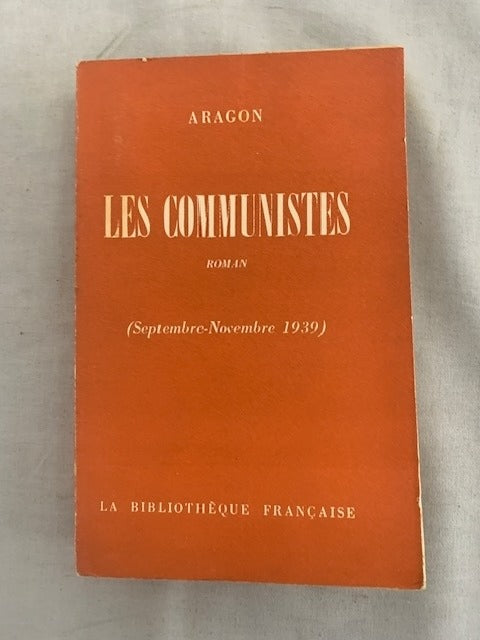 ARAGON
LES COMMUNISTES
ROMAN
(Septembre-Novembre 1939)
LA BIBLIOTHÈQUE FRANÇAISE